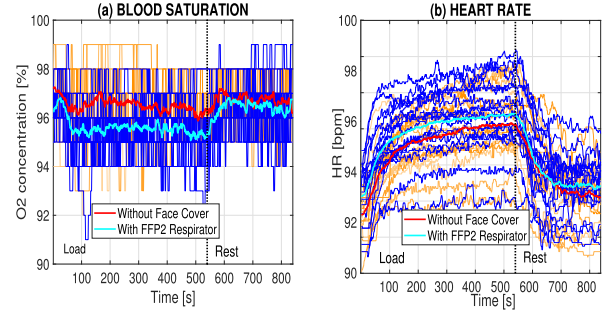 (a) BLOOD SATURATION
O2 concentration [%]
100
98
96
94
92
90
Without Face Cover
With FFP2 Respirator
Load
Rest
0 100 200 300 400 500 600 700 800
Time [s]
(b) HEART RATE
HR [bpm]
100
98
96
94
92
90
Without Face Cover
With FFP2 Respirator
Load
Rest
0 100 200 300 400 500 600 700 800
Time [s]